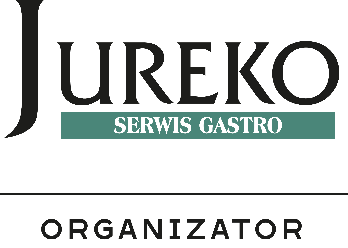 JUREKO
SERWIS GASTRO
ORGANIZATOR